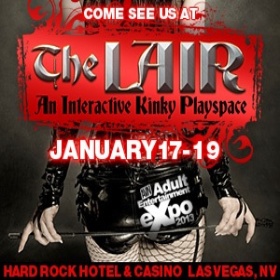 COME SEE US AT
The LAIR
An Interactive Kinky Playspace
JANUARY 17-19
Adult
Entertainment
eXpo
2013
HARD ROCK HOTEL & CASINO LAS VEGAS, NV